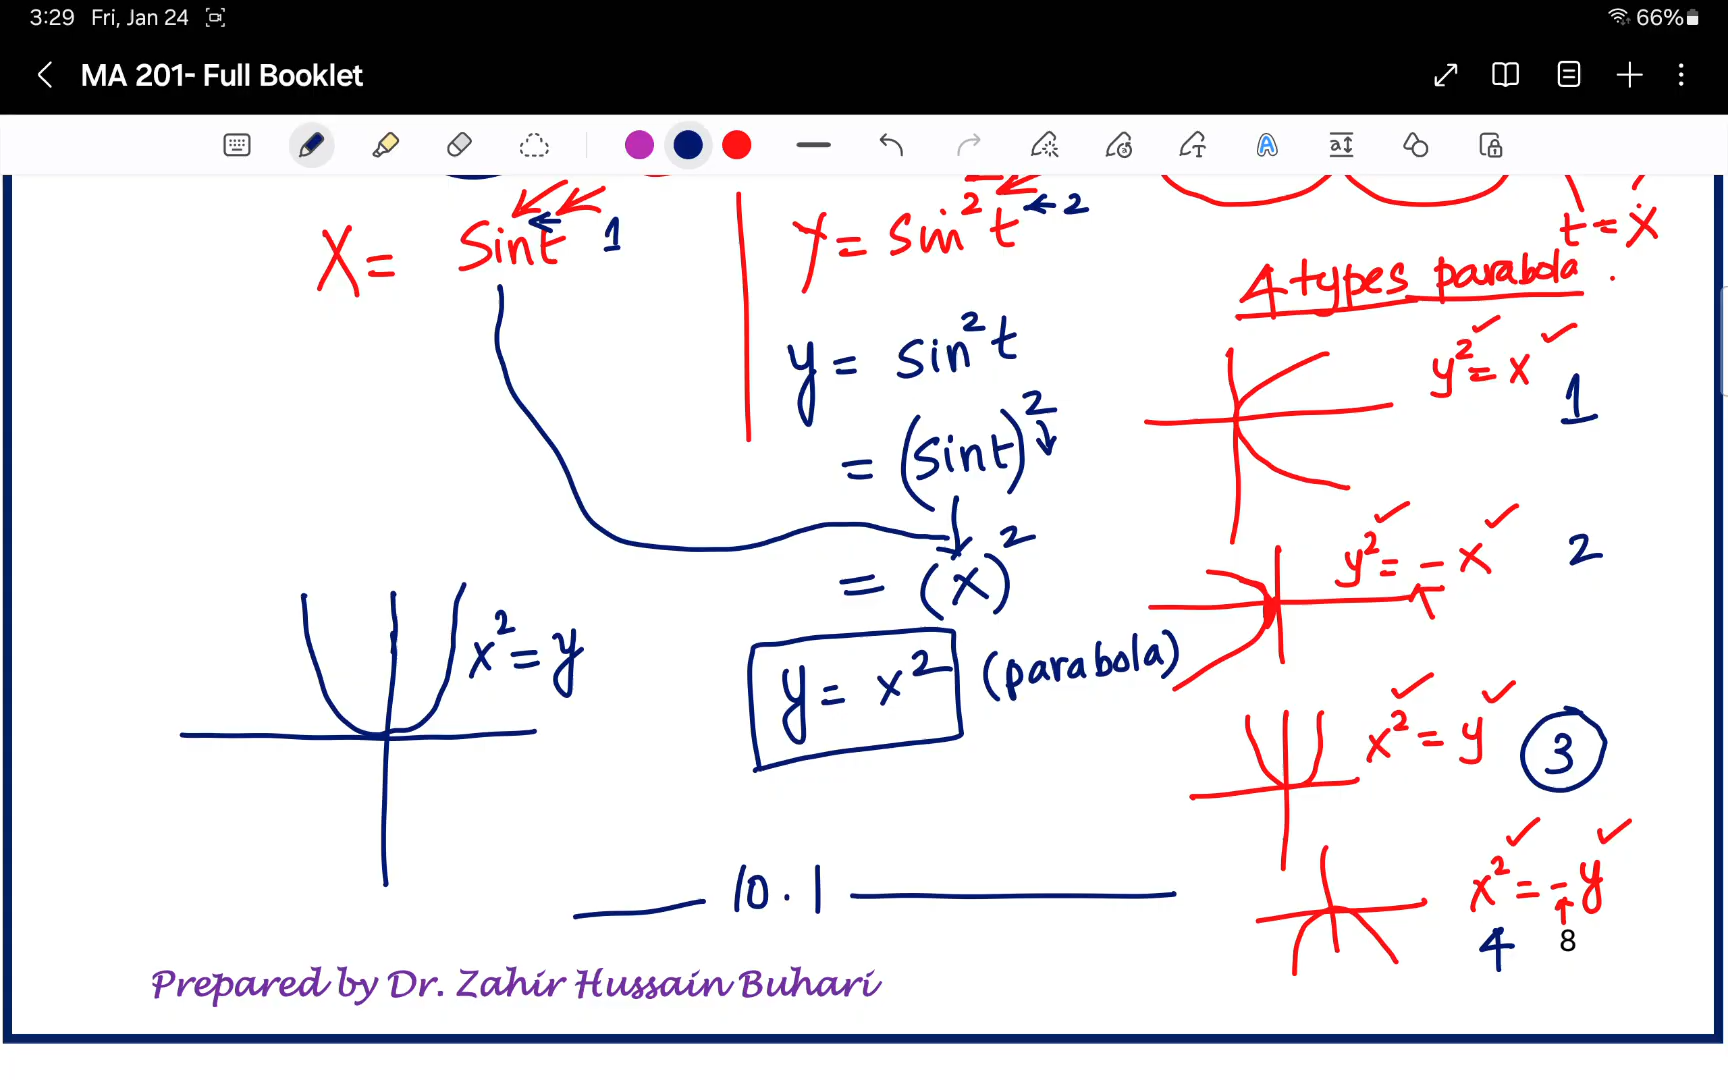 3:29 Fri, Jan 24
66%
MA 201- Full Booklet
X = Sint 1
Y = Sin²t ← 2
t = x
4 types parabola
y = sin²t
= (sint)²
= (x)²
y = x² (parabola)
x² = y
y² = x 1
y² = -x 2
x² = y 3
x² = -y
4
8
10.1
Prepared by Dr. Zahir Hussain Buhari